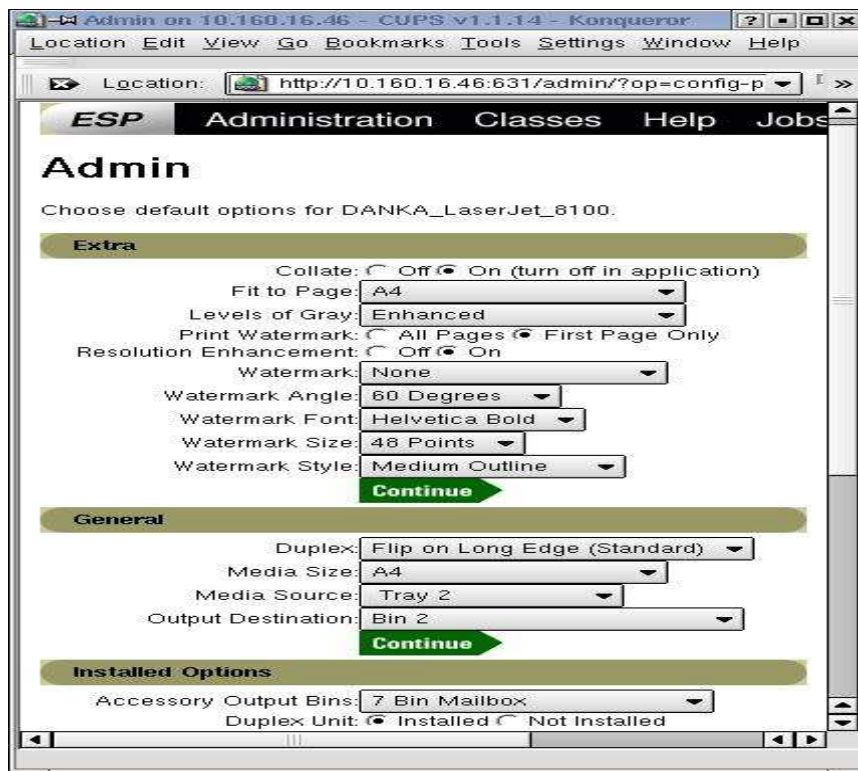 Admin on 10.160.16.46 - CUPS v1.1.14 - Konqueror
Location Edit View Go Bookmarks Tools Settings Window Help
Location: http://10.160.16.46:631/admin/?op=config-p
ESP Administration Classes Help Jobs
Admin
Choose default options for DANKA_LaserJet_8100.
Extra
Collate: Off On (turn off in application)
Fit to Page: A4
Levels of Gray: Enhanced
Print Watermark: All Pages First Page Only
Resolution Enhancement: Off On
Watermark: None
Watermark Angle: 60 Degrees
Watermark Font: Helvetica Bold
Watermark Size: 48 Points
Watermark Style: Medium Outline
Continue
General
Duplex: Flip on Long Edge (Standard)
Media Size: A4
Media Source: Tray 2
Output Destination: Bin 2
Continue
Installed Options
Accessory Output Bins: 7 Bin Mailbox
Duplex Unit: Installed Not Installed